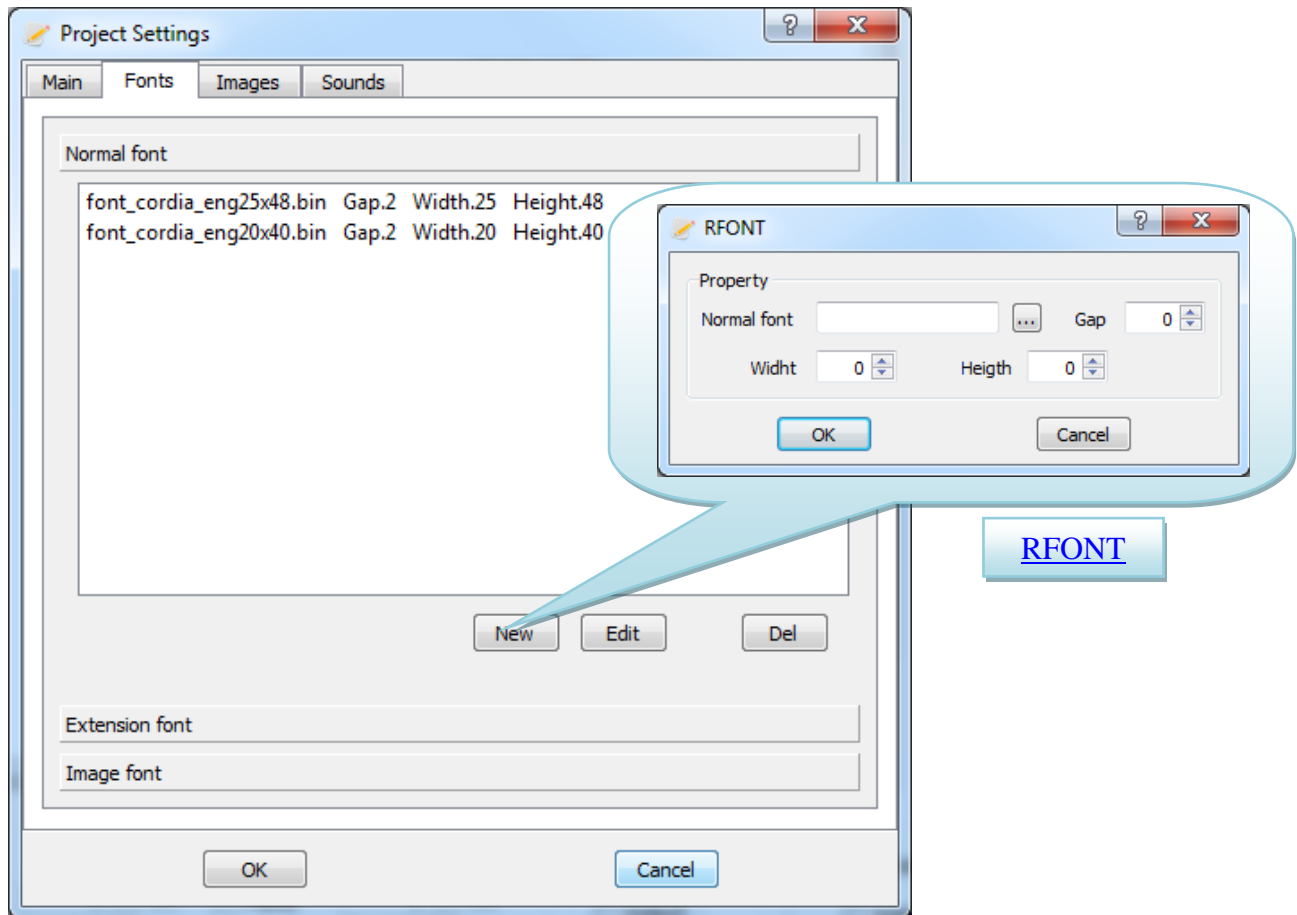 Project Settings
Main Fonts Images Sounds
Normal font
font_cordia_eng25x48.bin Gap.2 Width.25 Height.48
font_cordia_eng20x40.bin Gap.2 Width.20 Height.40
New Edit Del
Extension font
Image font
OK Cancel
RFONT
Property
Normal font ... Gap 0
Widht 0 Heigth 0
OK Cancel
RFONT